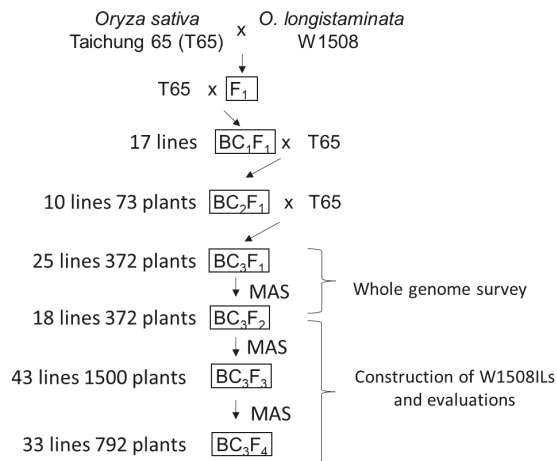 Oryza sativa x O. longistaminata
Taichung 65 (T65) W1508
T65 x F1
17 lines BC1F1 x T65
10 lines 73 plants BC2F1 x T65
25 lines 372 plants BC3F1
MAS
Whole genome survey
18 lines 372 plants BC3F2
MAS
43 lines 1500 plants BC3F3
Construction of W1508ILs
and evaluations
MAS
33 lines 792 plants BC3F4